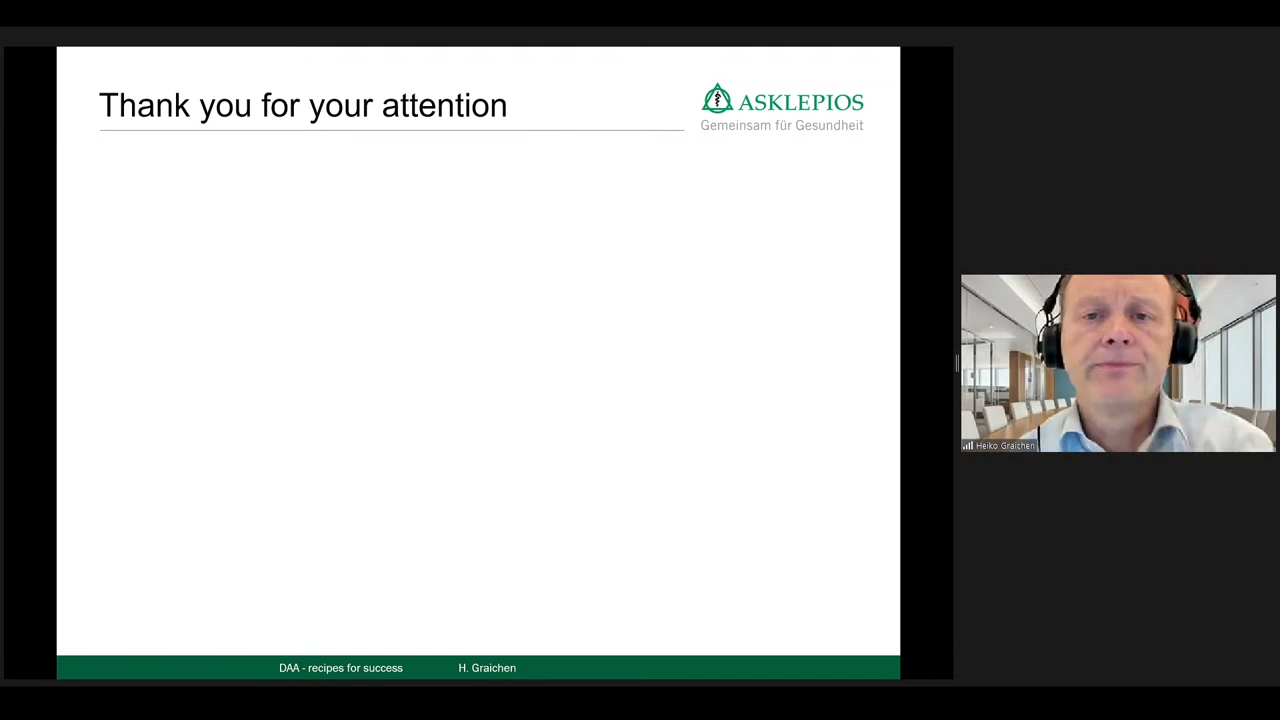 Thank you for your attention
ASKLEPIOS
Gemeinsam für Gesundheit
Heiko Graichen
DAA - recipes for success
H. Graichen